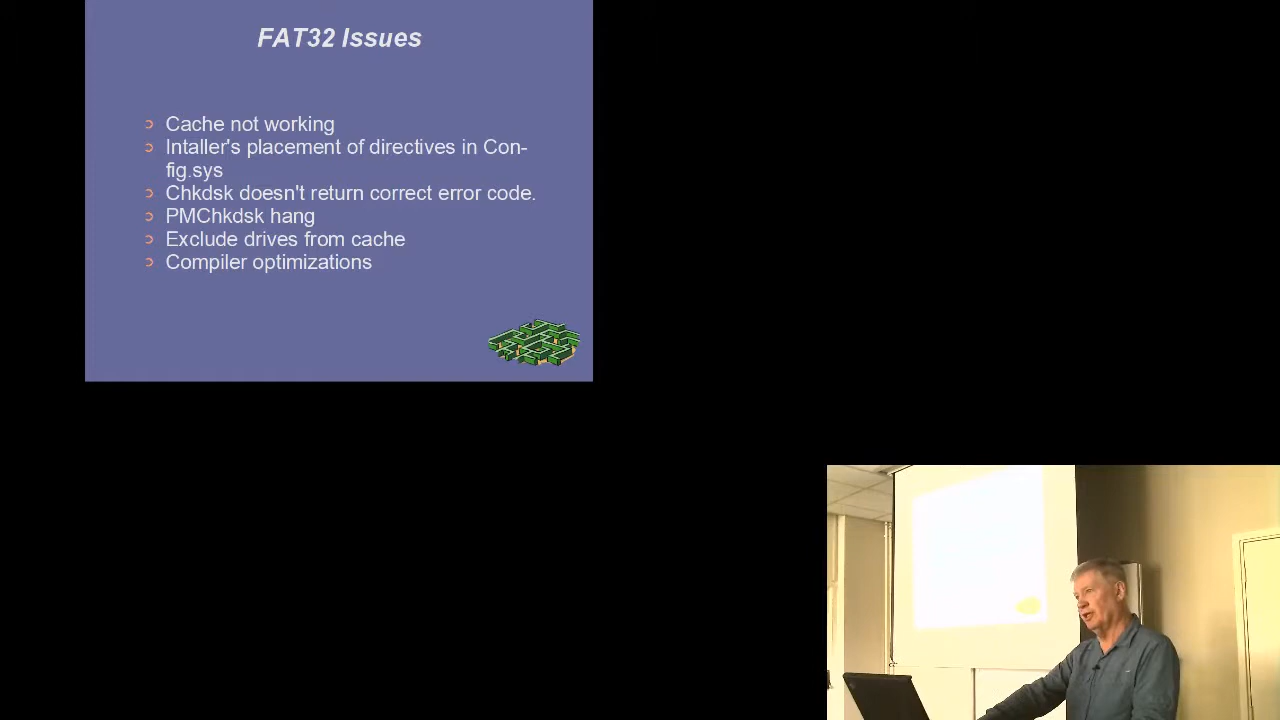 FAT32 Issues
Cache not working
Intaller's placement of directives in Con-
fig.sys
Chkdsk doesn't return correct error code.
PMChkdsk hang
Exclude drives from cache
Compiler optimizations